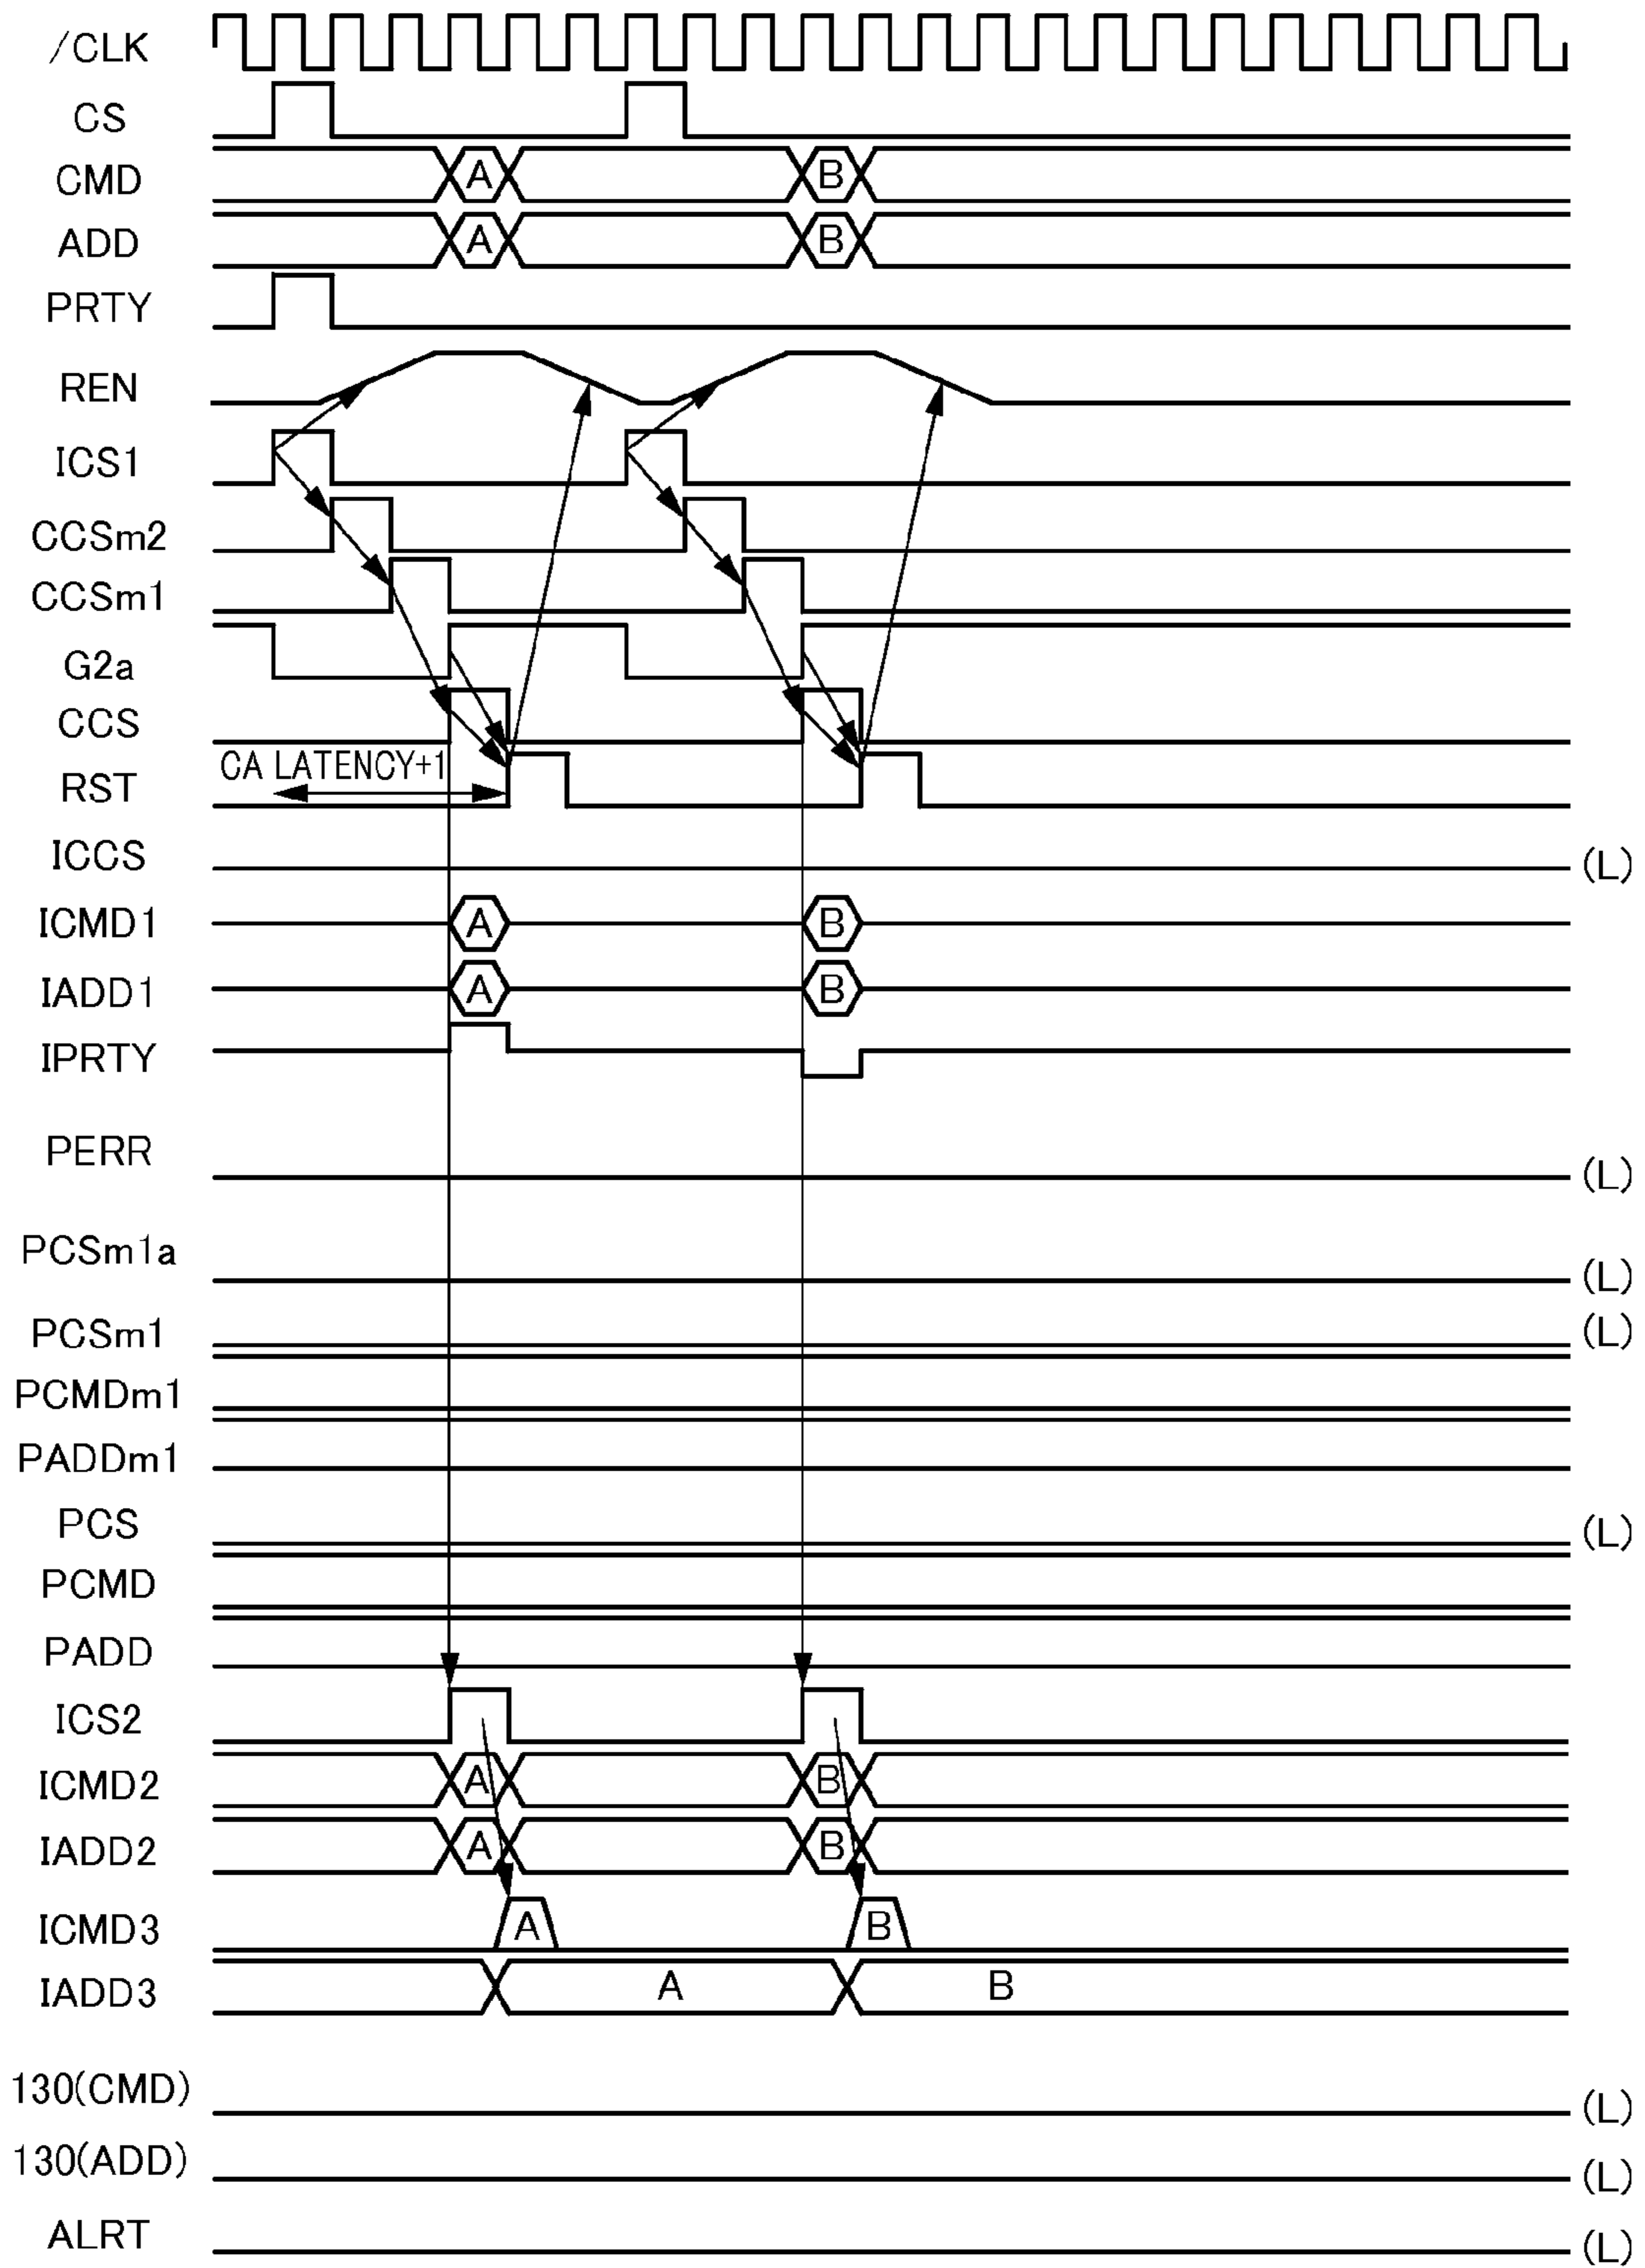 /CLK
CS
CMD A B
ADD A B
PRTY
REN
ICS1
CCSm2
CCSm1
G2a
CCS
CA LATENCY+1
RST
ICCS (L)
ICMD1 A B
IADD1 A B
IPRTY
PERR (L)
PCSm1a (L)
PCSm1 (L)
PCMDm1
PADDm1
PCS (L)
PCMD
PADD
ICS2
ICMD2 A B
IADD2 A B
ICMD3 A B
IADD3 A B
130(CMD) (L)
130(ADD) (L)
ALRT (L)